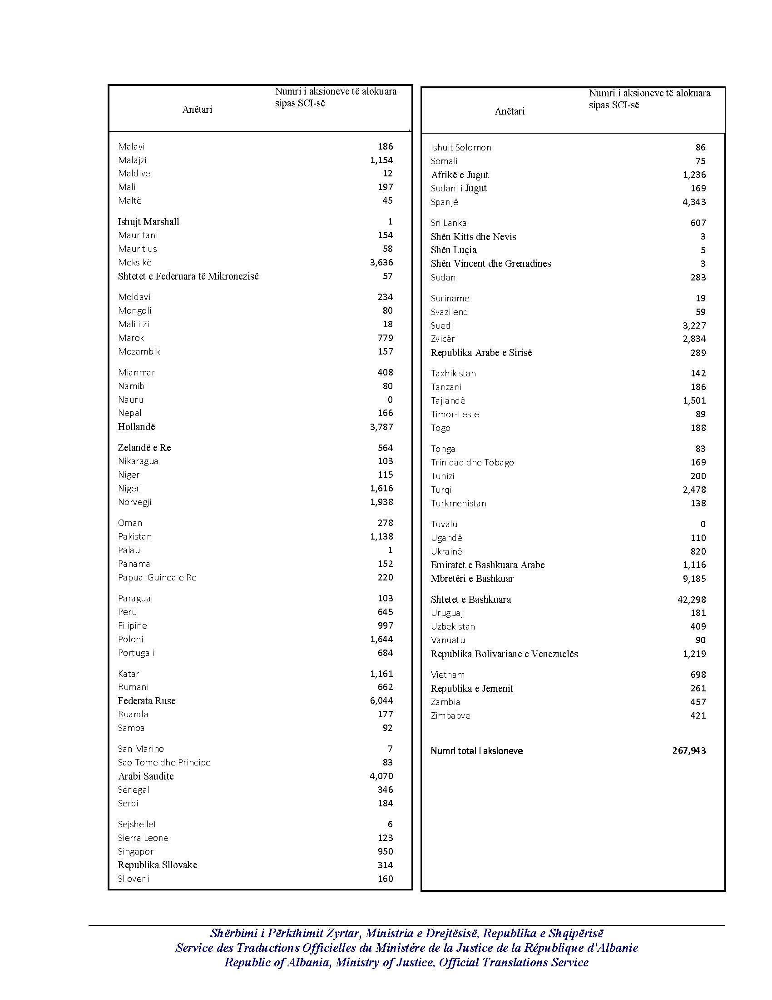 Anëtari Numri i aksioneve të alokuara
sipas SCI-së
Malavi 186
Malajzi 1,154
Maldive 12
Mali 197
Maltë 45
Ishujt Marshall 1
Mauritani 154
Mauritius 58
Meksikë 3,636
Shtetet e Federuara të Mikronezisë 57
Moldavi 234
Mongoli 80
Mali i Zi 18
Marok 779
Mozambik 157
Mianmar 408
Namibi 80
Nauru 0
Nepal 166
Hollandë 3,787
Zelandë e Re 564
Nikaragua 103
Niger 115
Nigeri 1,616
Norvegji 1,938
Oman 278
Pakistan 1,138
Palau 1
Panama 152
Papua Guinea e Re 220
Paraguaj 103
Peru 645
Filipine 997
Poloni 1,644
Portugali 684
Katar 1,161
Rumani 662
Federata Ruse 6,044
Ruanda 177
Samoa 92
San Marino 7
Sao Tome dhe Principe 83
Arabi Saudite 4,070
Senegal 346
Serbi 184
Sejshellet 6
Sierra Leone 123
Singapor 950
Republika Sllovake 314
Slloveni 160
Anëtari Numri i aksioneve të alokuara
sipas SCI-së
Ishujt Solomon 86
Somali 75
Afrikë e Jugut 1,236
Sudani i Jugut 169
Spanjë 4,343
Sri Lanka 607
Shën Kitts dhe Nevis 3
Shën Luçia 5
Shën Vincent dhe Grenadines 3
Sudan 283
Suriname 19
Svazilend 59
Suedi 3,227
Zvicër 2,834
Republika Arabe e Sirisë 289
Taxhikistan 142
Tanzani 186
Tajlandë 1,501
Timor-Leste 89
Togo 188
Tonga 83
Trinidad dhe Tobago 169
Tunizi 200
Turqi 2,478
Turkmenistan 138
Tuvalu 0
Ugandë 110
Ukrainë 820
Emiratet e Bashkuara Arabe 1,116
Mbretëri e Bashkuar 9,185
Shtetet e Bashkuara 42,298
Uruguaj 181
Uzbekistan 409
Vanuatu 90
Republika Bolivariane e Venezuelës 1,219
Vietnam 698
Republika e Jemenit 261
Zambia 457
Zimbabve 421
Numri total i aksioneve 267,943
Shërbimi i Përkthimit Zyrtar, Ministria e Drejtësisë, Republika e Shqipërisë
Service des Traductions Officielles du Ministére de la Justice de la République d’Albanie
Republic of Albania, Ministry of Justice, Official Translations Service